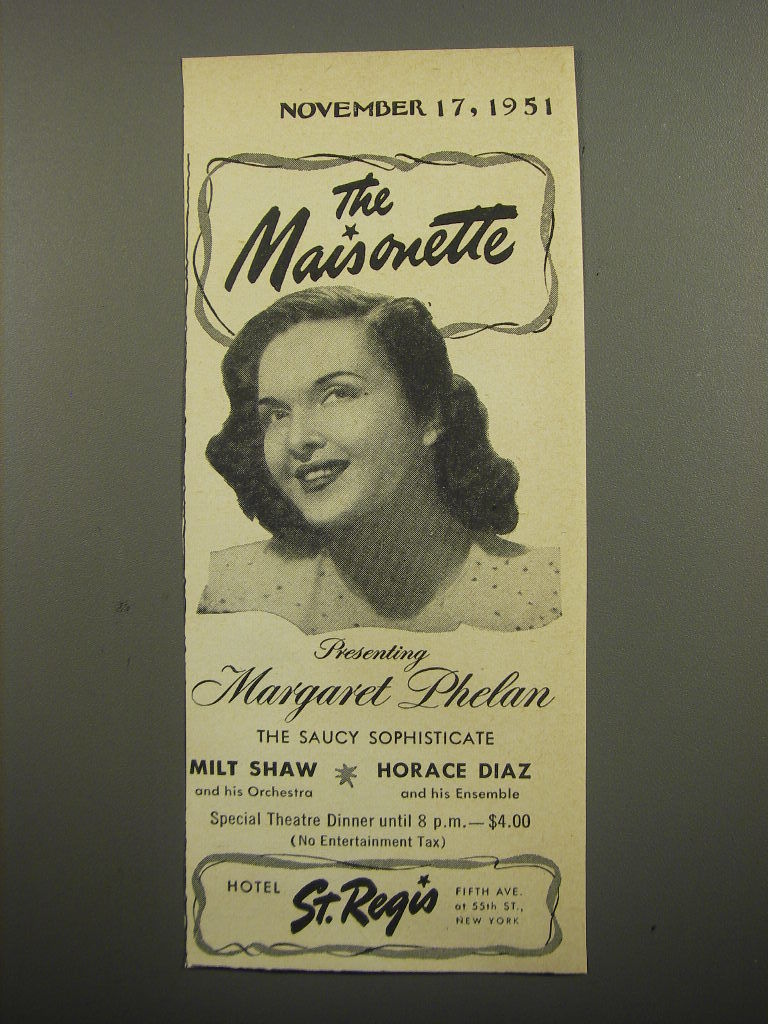 NOVEMBER 17, 1951
The
Maisonette
Presenting
Margaret Phelan
THE SAUCY SOPHISTICATE
MILT SHAW HORACE DIAZ
and his Orchestra and his Ensemble
Special Theatre Dinner until 8 p.m.—$4.00
(No Entertainment Tax)
HOTEL St. Regis FIFTH AVE.
at 55th ST.,
NEW YORK